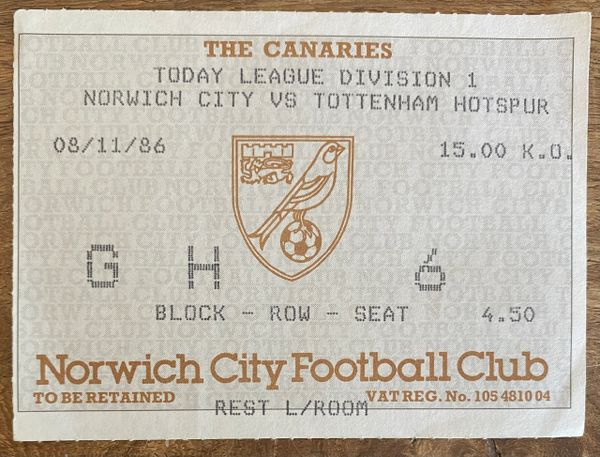 THE CANARIES
TODAY LEAGUE DIVISION 1
NORWICH CITY VS TOTTENHAM HOTSPUR
08/11/86 15.00 K.O.
G H 6
BLOCK - ROW - SEAT 4.50
Norwich City Football Club
TO BE RETAINED VAT REG. No. 105 4810 04
REST L/ROOM